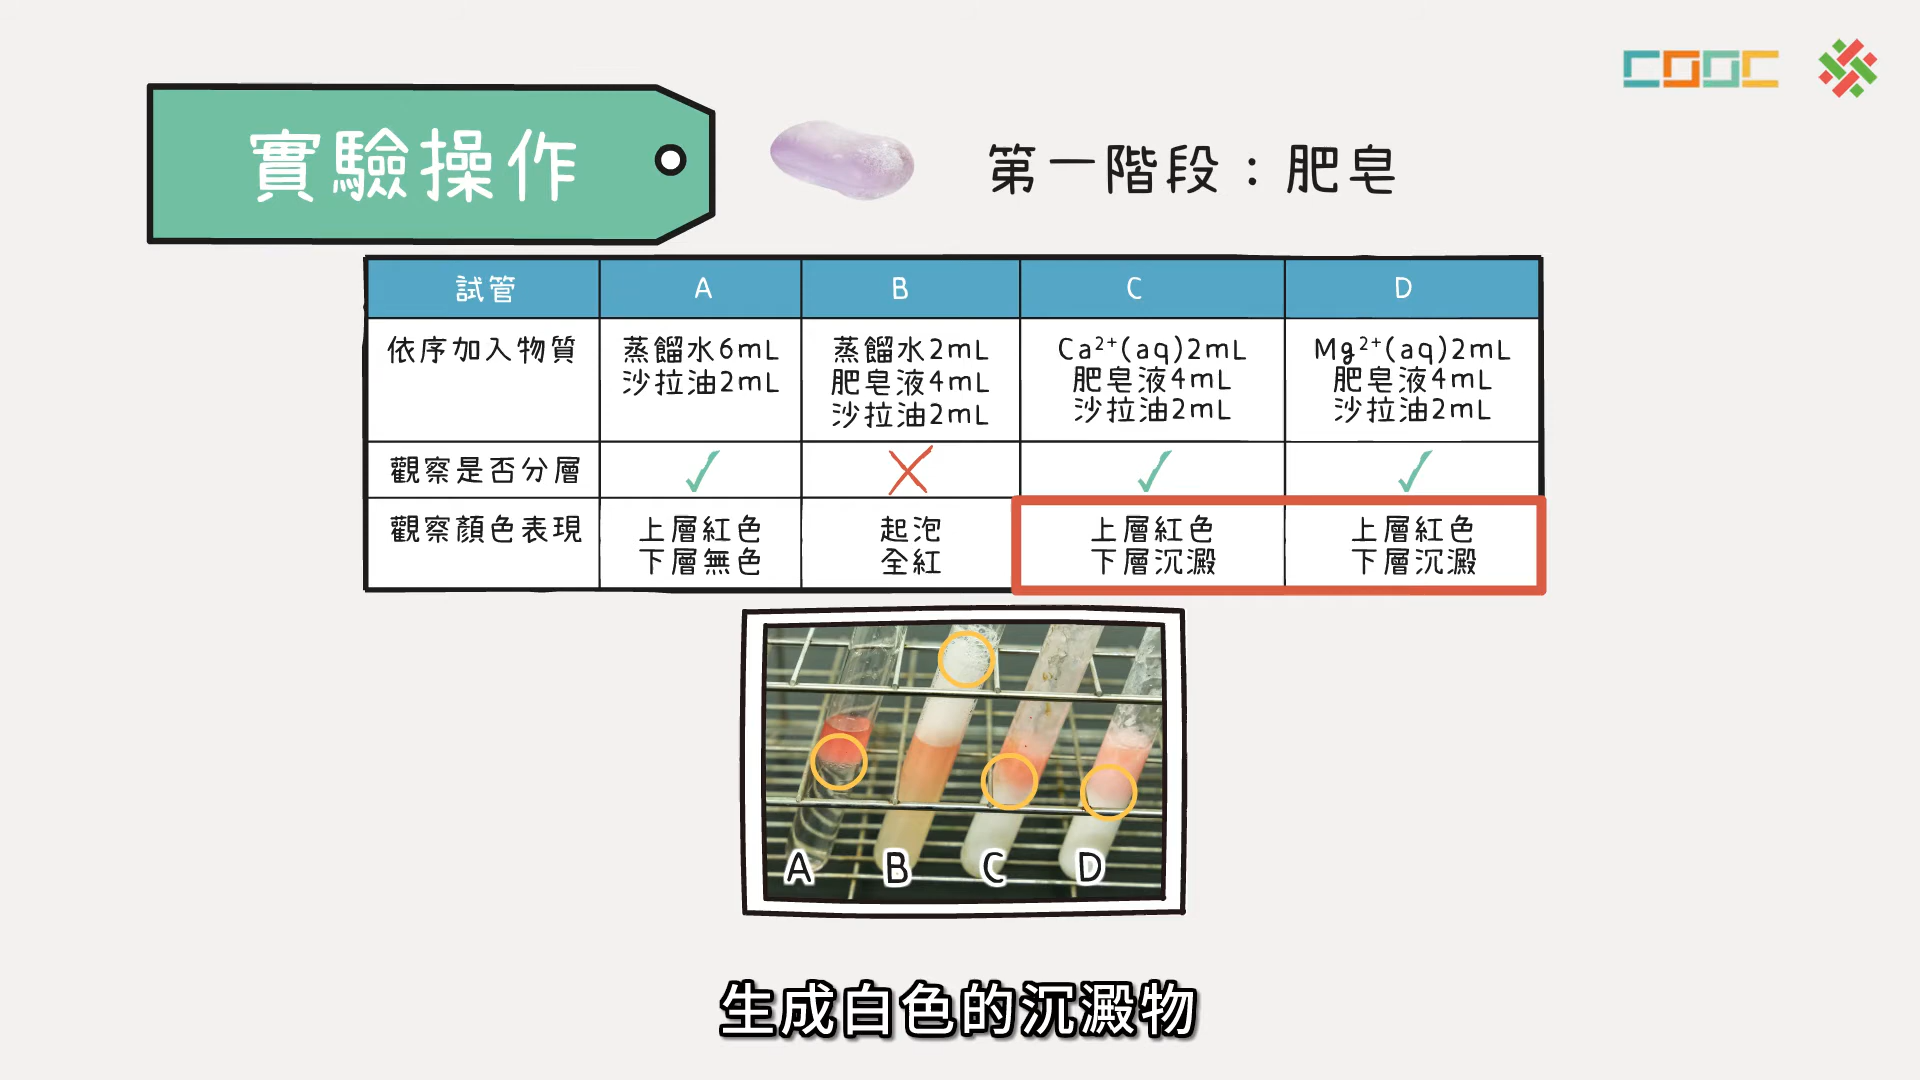 COOC
實驗操作
第一階段：肥皂
試管 A B C D
依序加入物質
蒸餾水6mL
沙拉油2mL
蒸餾水2mL
肥皂液4mL
沙拉油2mL
Ca²⁺(aq)2mL
肥皂液4mL
沙拉油2mL
Mg²⁺(aq)2mL
肥皂液4mL
沙拉油2mL
觀察是否分層 ✓ ✗ ✓ ✓
觀察顏色表現
上層紅色
下層無色
起泡
全紅
上層紅色
下層沉澱
上層紅色
下層沉澱
A B C D
生成白色的沉澱物